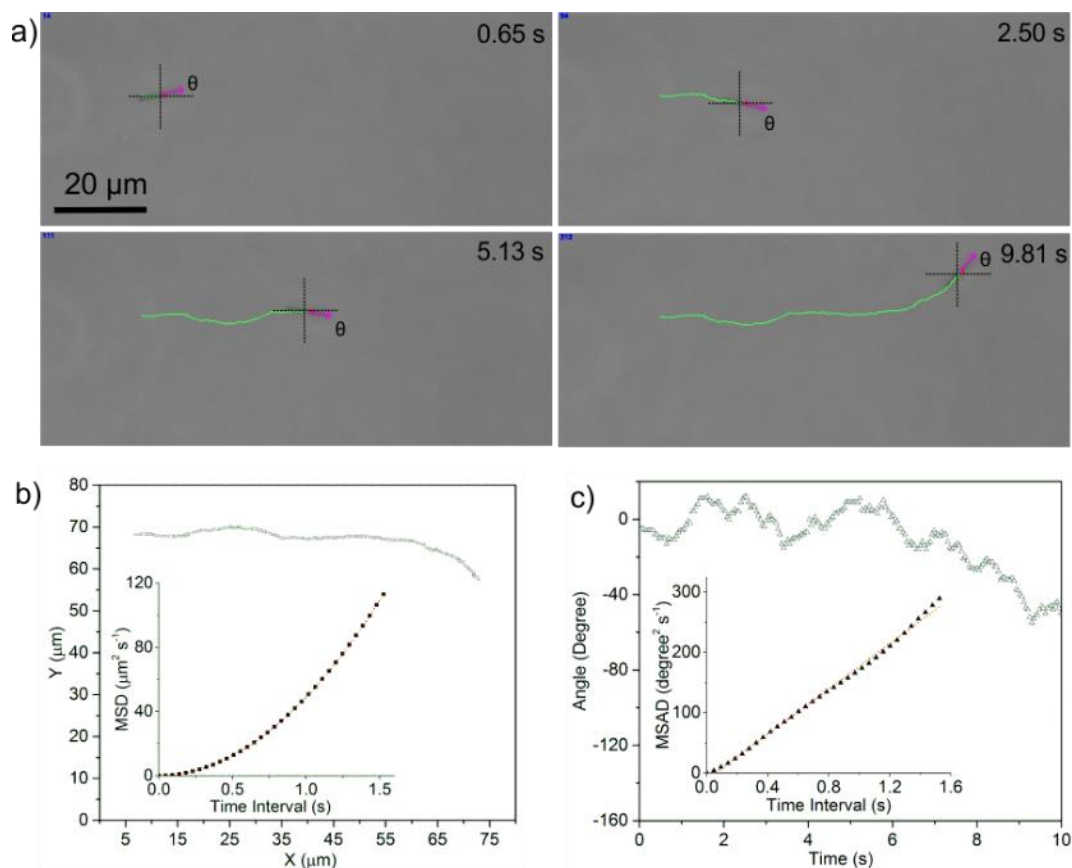 a)
0.65 s
θ
20 μm
2.50 s
θ
5.13 s
θ
9.81 s
θ
b)
80
70
60
50
40
30
20
10
0
Y (μm)
5 15 25 35 45 55 65 75
X (μm)
120
80
40
0
MSD (μm² s⁻¹)
0.0 0.5 1.0 1.5
Time Interval (s)
c)
0
-40
-80
-120
-160
Angle (Degree)
0 2 4 6 8 10
Time (s)
300
200
100
0
MSAD (degree² s⁻¹)
0.0 0.4 0.8 1.2 1.6
Time Interval (s)